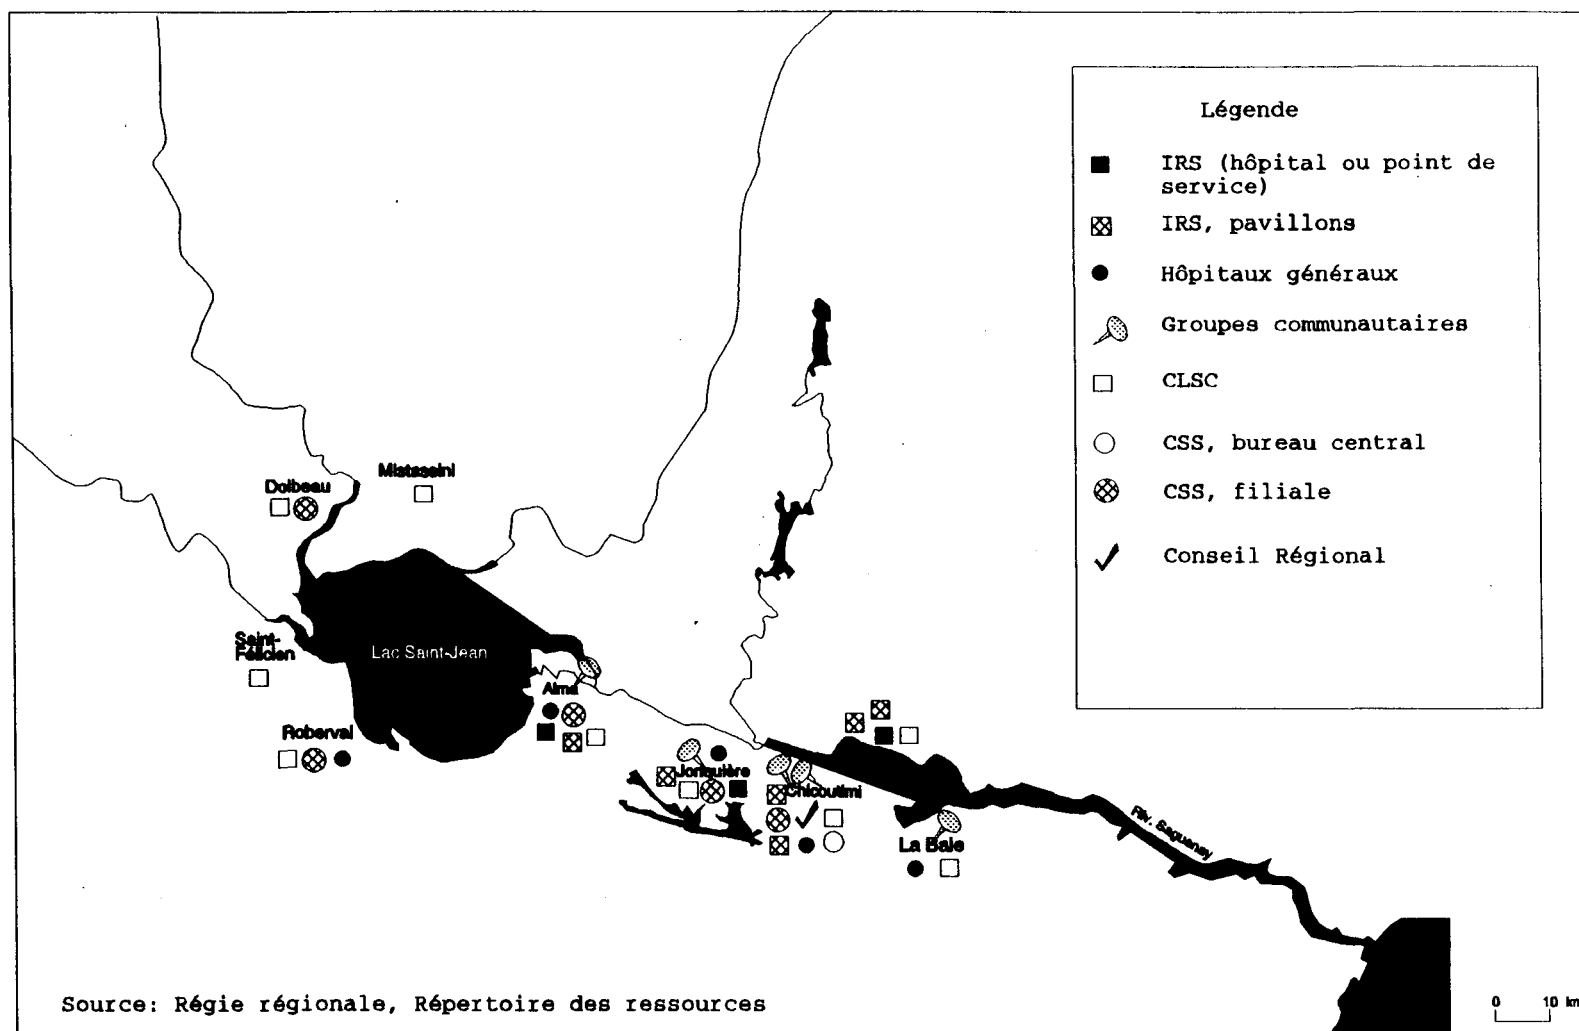 Légende
IRS (hôpital ou point de
service)
IRS, pavillons
Hôpitaux généraux
Groupes communautaires
CLSC
CSS, bureau central
CSS, filiale
Conseil Régional
Mistassini
Dolbeau
Saint-
Félicien
Lac Saint-Jean
Alma
Roberval
Jonquière
Chicoutimi
La Baie
Riv. Saguenay
Source: Régie régionale, Répertoire des ressources
0 10 km